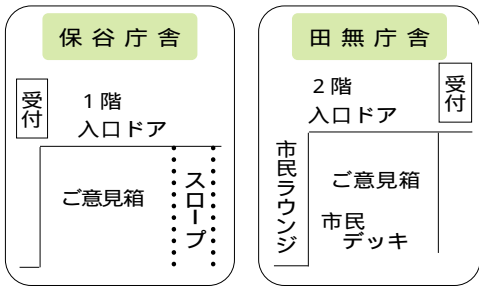 保谷庁舎
受付
1階
入口ドア
ご意見箱
スロープ
田無庁舎
受付
2階
入口ドア
市民ラウンジ
ご意見箱
市民
デッキ